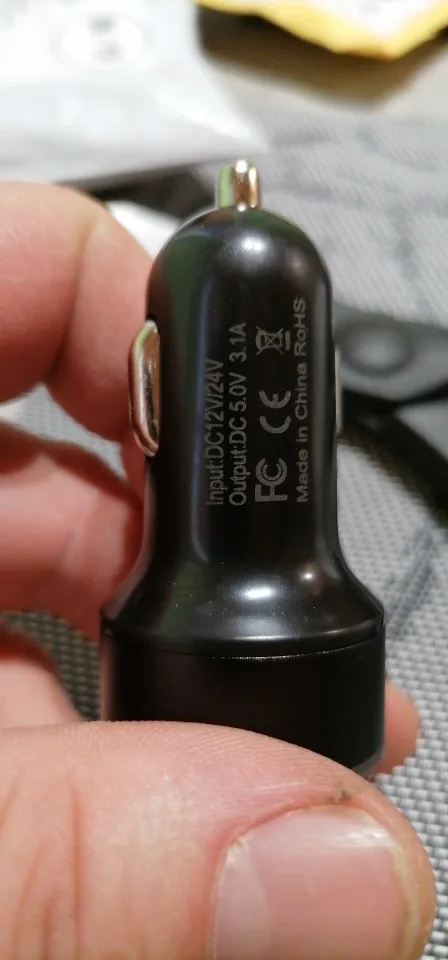 Input:DC12V/24V
Output:DC 5.0V 3.1A
FC CE
Made in China RoHS